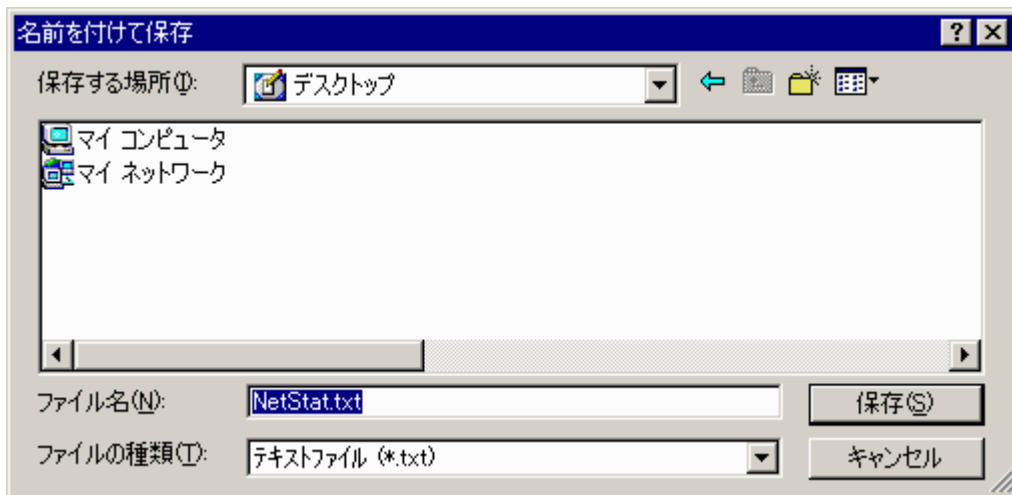 名前を付けて保存
保存する場所(I): デスクトップ
マイ コンピュータ
マイ ネットワーク
ファイル名(N): NetStat.txt 保存(S)
ファイルの種類(T): テキストファイル (*.txt) キャンセル